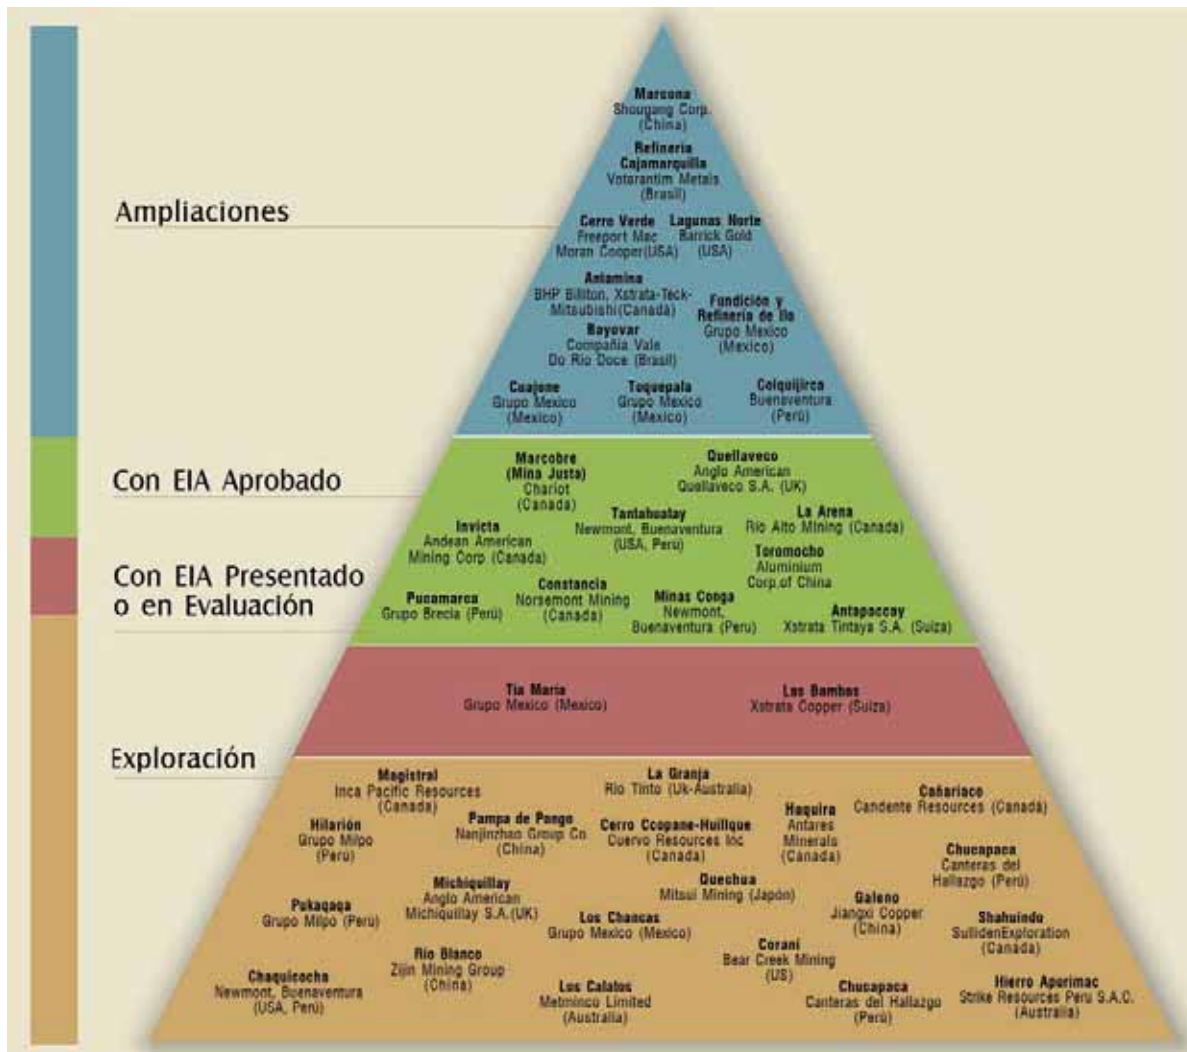 Marcona
Shougang Corp.
(China)
Refinería
Cajamarquilla
Votorantim Metais
(Brasil)
Ampliaciones
Cerro Verde
Freeport Mac
Moran Cooper(USA)
Lagunas Norte
Barrick Gold
(USA)
Antamina
BHP Billiton, Xstrata-Teck-
Mitsubishi(Canadá)
Fundición y
Refinería de Ilo
Grupo Mexico
(Mexico)
Bayovar
Compañia Vale
Do Rio Doce (Brasil)
Cuajone
Grupo Mexico
(Mexico)
Toquepala
Grupo Mexico
(Mexico)
Colquijirca
Buenaventura
(Perú)
Con EIA Aprobado
Marcobre
(Mina Justa)
Chariot
(Canada)
Quellaveco
Anglo American
Quellaveco S.A. (UK)
Invicta
Andean American
Mining Corp (Canada)
Tantahuatay
Newmont, Buenaventura
(USA, Perú)
La Arena
Rio Alto Mining (Canada)
Toromocho
Aluminium
Corp.of China
Con EIA Presentado
o en Evaluación
Pucamarca
Grupo Brecia (Perú)
Constancia
Norsemont Mining
(Canada)
Minas Conga
Newmont,
Buenaventura (Peru)
Antapaccay
Xstrata Tintaya S.A. (Suiza)
Tia Maria
Grupo Mexico (Mexico)
Las Bambas
Xstrata Copper (Suiza)
Exploración
Magistral
Inca Pacific Resources
(Canada)
La Granja
Rio Tinto (Uk-Australia)
Cañariaco
Candente Resources (Canadá)
Hilarión
Grupo Milpo
(Perú)
Pampa de Pongo
Nanjinzhao Group Co
(China)
Cerro Ccopane-Huillque
Cuervo Resources Inc
(Canada)
Haquira
Antares
Minerals
(Canada)
Chucapaca
Canteras del
Hallazgo (Perú)
Pukaqaqa
Grupo Milpo (Perú)
Michiquillay
Anglo American
Michiquillay S.A.(UK)
Quechua
Mitsui Mining (Japón)
Los Chancas
Grupo Mexico (Mexico)
Galeno
Jiangxi Copper
(China)
Shahuindo
SullidenExploration
(Canada)
Chaquicocha
Newmont, Buenaventura
(USA, Perú)
Río Blanco
Zijin Mining Group
(China)
Los Calatos
Metminco Limited
(Australia)
Corani
Bear Creek Mining
(US)
Chucapaca
Canteras del Hallazgo
(Perú)
Hierro Apurimac
Strike Resources Peru S.A.C.
(Australia)